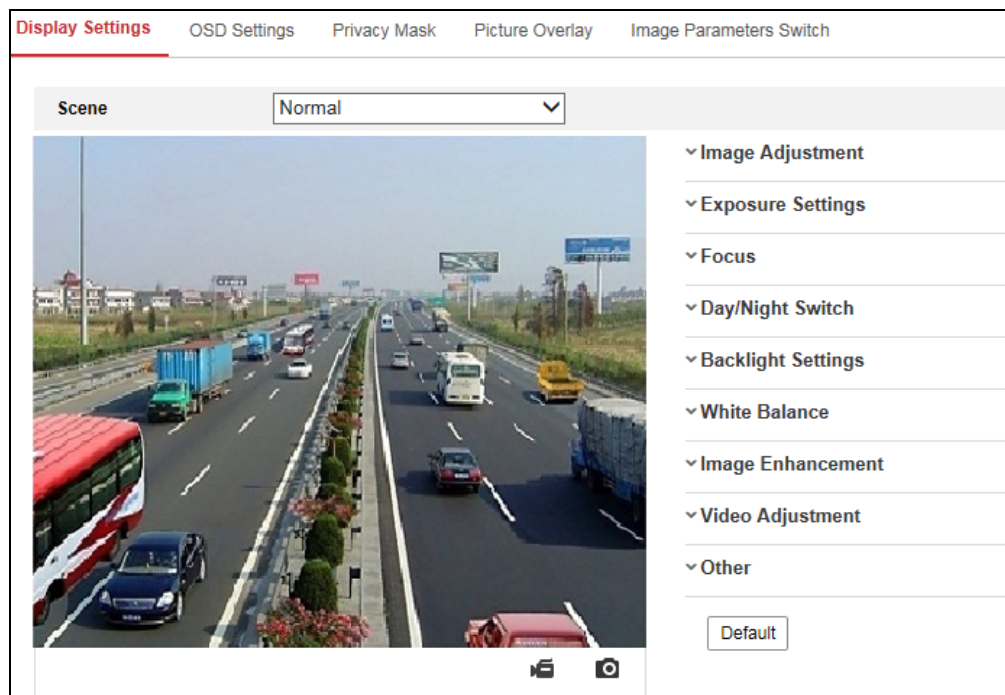 Display Settings OSD Settings Privacy Mask Picture Overlay Image Parameters Switch
Scene Normal
Image Adjustment
Exposure Settings
Focus
Day/Night Switch
Backlight Settings
White Balance
Image Enhancement
Video Adjustment
Other
Default